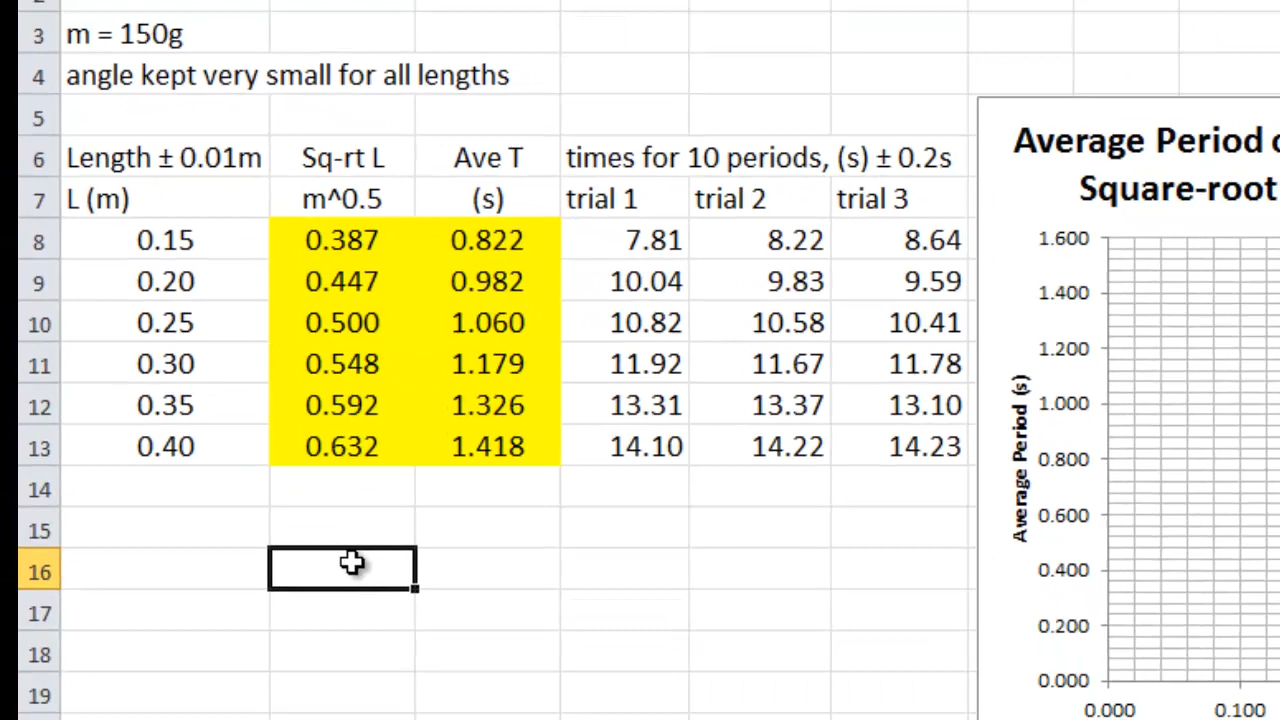 3 m = 150g
4 angle kept very small for all lengths
5
6 Length ± 0.01m Sq-rt L Ave T times for 10 periods, (s) ± 0.2s
7 L (m) m^0.5 (s) trial 1 trial 2 trial 3
8 0.15 0.387 0.822 7.81 8.22 8.64
9 0.20 0.447 0.982 10.04 9.83 9.59
10 0.25 0.500 1.060 10.82 10.58 10.41
11 0.30 0.548 1.179 11.92 11.67 11.78
12 0.35 0.592 1.326 13.31 13.37 13.10
13 0.40 0.632 1.418 14.10 14.22 14.23
14
15
16
17
18
19
Average Period
Square-root
Average Period (s)
1.600
1.400
1.200
1.000
0.800
0.600
0.400
0.200
0.000
0.000 0.100